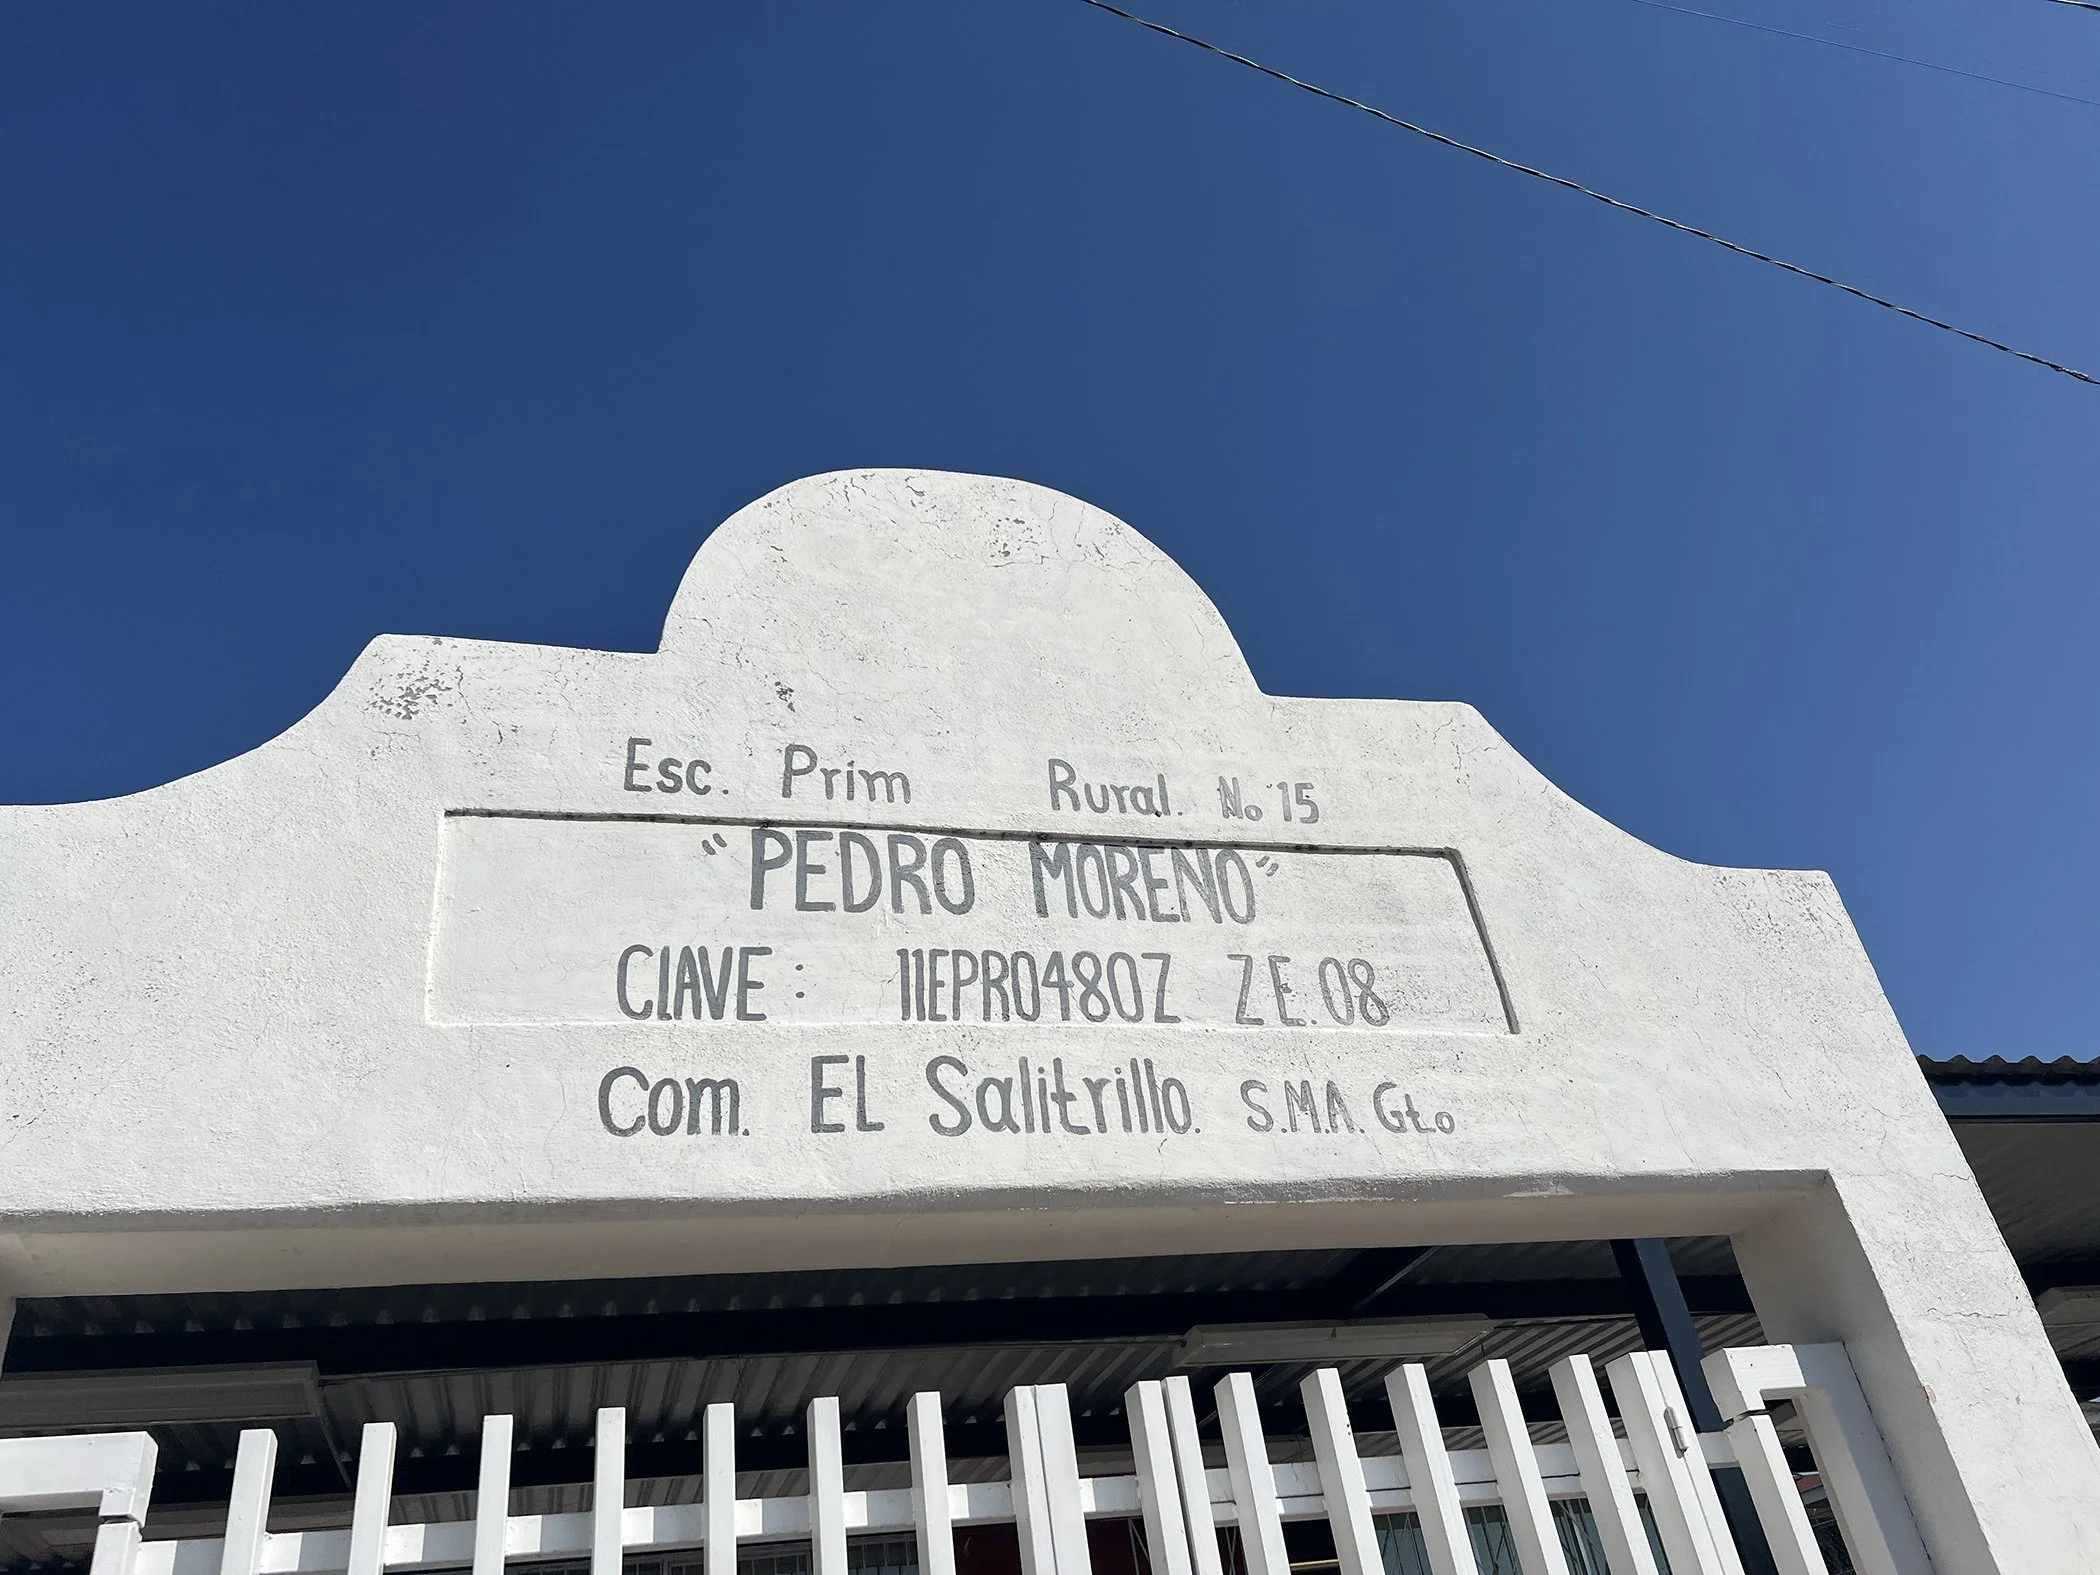 Esc. Prim Rural. No 15
"PEDRO MORENO"
CLAVE: 11EPR0480Z Z.E. 08
Com. EL Salitrillo. S.M.A. Gto